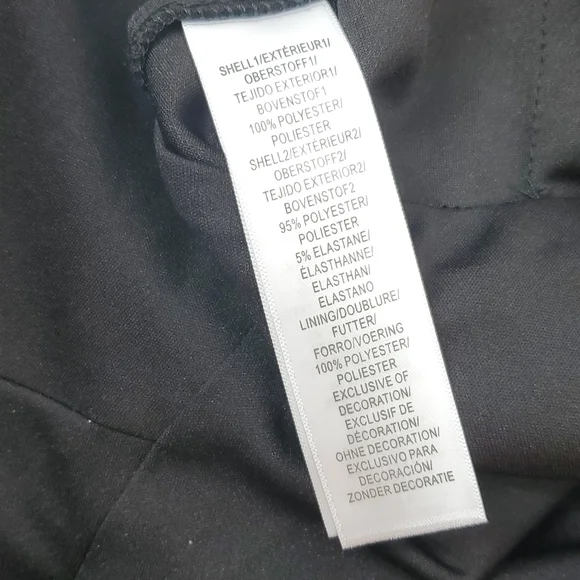 SHELL1/EXTÉRIEUR1/
OBERSTOFF1/
TEJIDO EXTERIOR1/
BOVENSTOF1
100% POLYESTER/
POLIESTER
SHELL2/EXTÉRIEUR2/
OBERSTOFF2/
TEJIDO EXTERIOR2/
BOVENSTOF2
95% POLYESTER/
POLIESTER
5% ELASTANE/
ÉLASTHANNE/
ELASTHAN/
ELASTANO
LINING/DOUBLURE/
FUTTER/
FORRO/VOERING
100% POLYESTER/
POLIESTER
EXCLUSIVE OF
DECORATION/
EXCLUSIF DE
DÉCORATION/
OHNE DECORATION/
EXCLUSIVO PARA
DECORACIÓN/
ZONDER DECORATIE